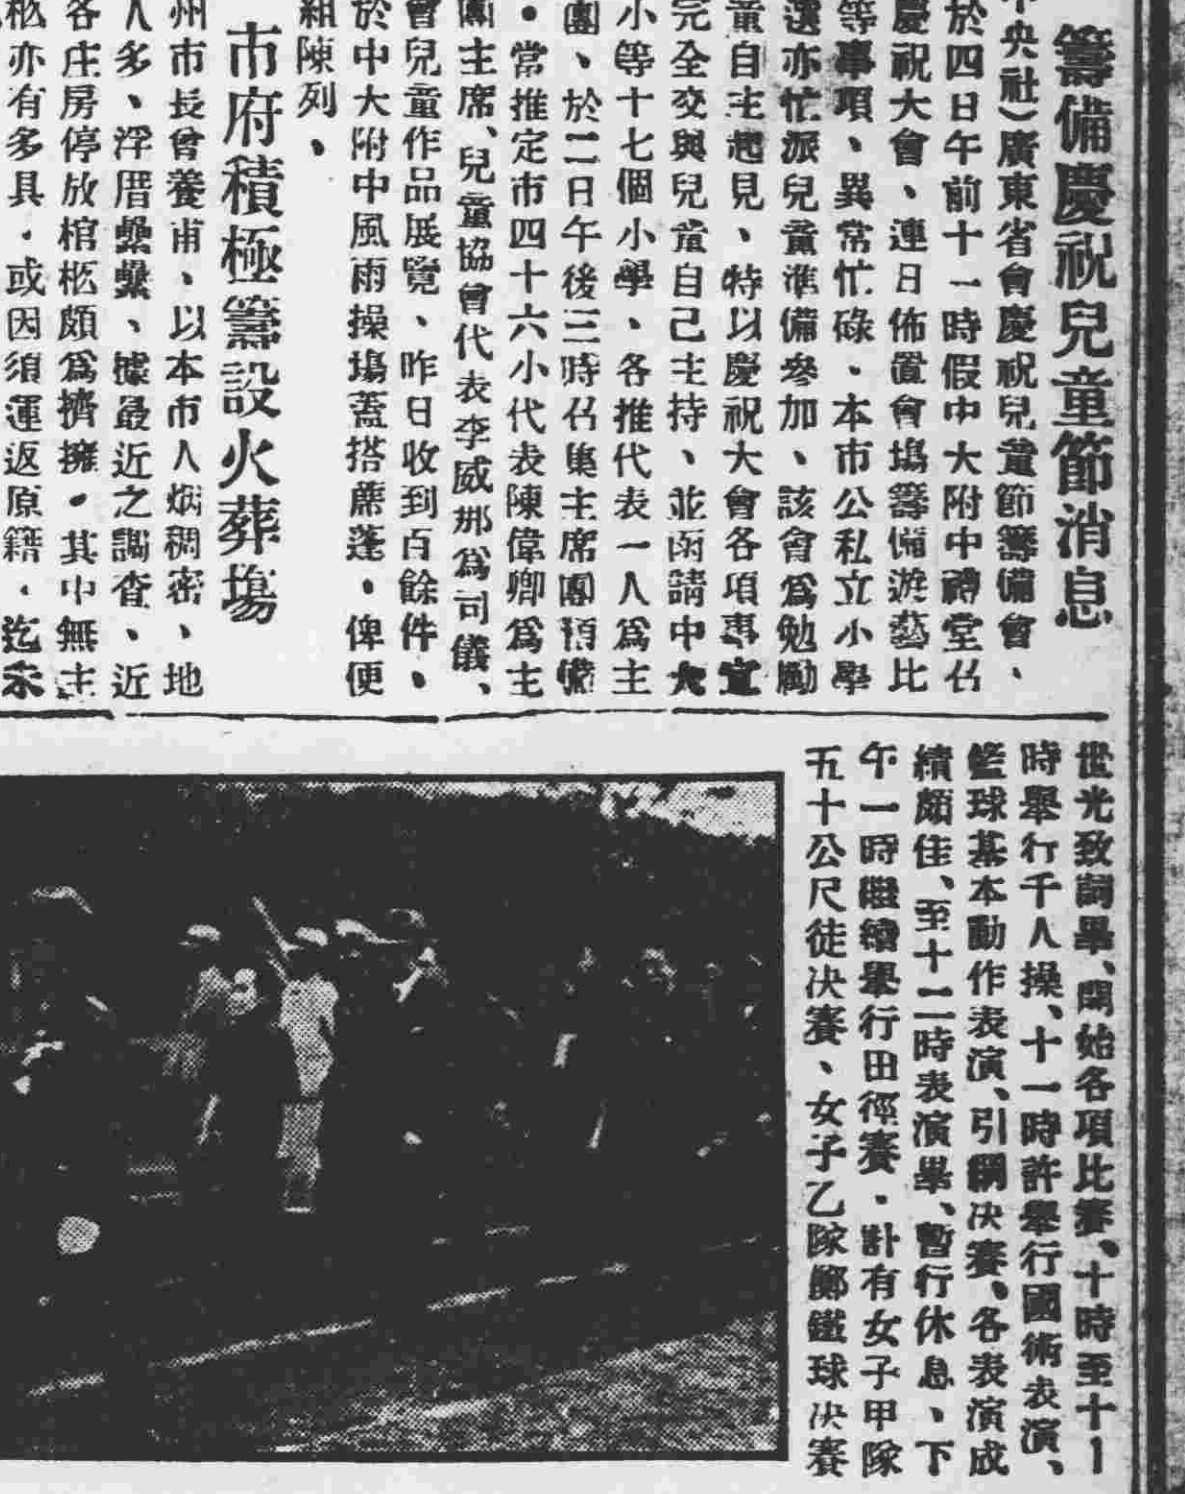 籌備慶祝兒童節消息
中央社）廣東省會慶祝兒童節籌備會、
於四日午前十一時假中大附中禮堂召
慶祝大會、連日佈置會塲籌備游藝比
等事項、異常忙碌．本市公私立小學
選亦忙派兒童準備參加、該會爲勉勵
童自主起見、特以慶祝大會各項事宜
完全交與兒童自己主持、並函請中大
小等十七個小學、各推代表一人爲主
團、於二日午後三時召集主席團預備
．常推定市四十六小代表陳偉卿爲主
團主席、兒童協會代表李威郴爲司儀、
會兒童作品展覽、昨日收到百餘件．
於中大附中風雨操塲蓋搭蓆蓬．俾便
組陳列、
市府積極籌設火葬塲
州市長曾養甫、以本市人烟稠密、地
人多、浮厝纍纍、據最近之調查、近
各庄房停放棺柩頗爲擠擁．其中無主
柩亦有多具．或因須運返原籍．迄未
世光致詞畢、開始各項比賽、十時至十一
時舉行千人操、十一時許舉行國術表演、
籃球基本動作表演、引綱决賽、各表演成
績頗佳、至十二時表演畢、暫行休息、下
午一時繼續舉行田徑賽．計有女子甲隊
五十公尺徒决賽、女子乙隊鄭鐵球决賽